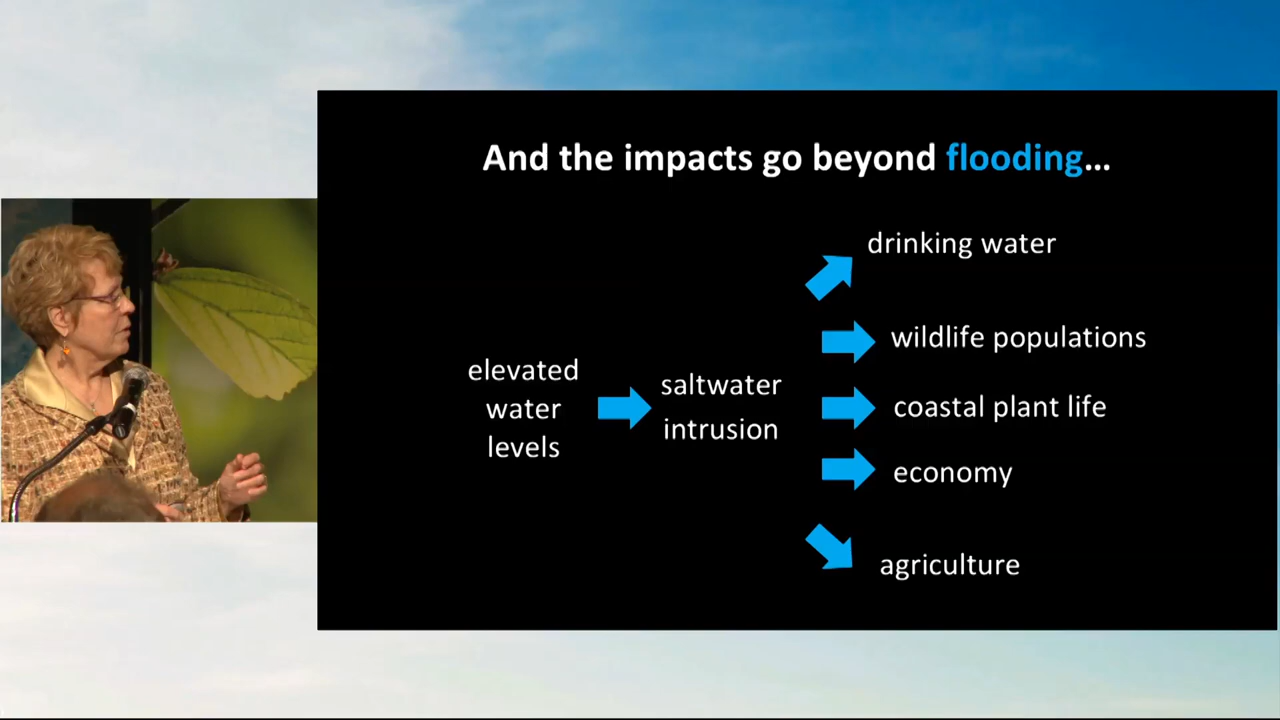 And the impacts go beyond flooding...
drinking water
wildlife populations
elevated
water
levels
saltwater
intrusion
coastal plant life
economy
agriculture